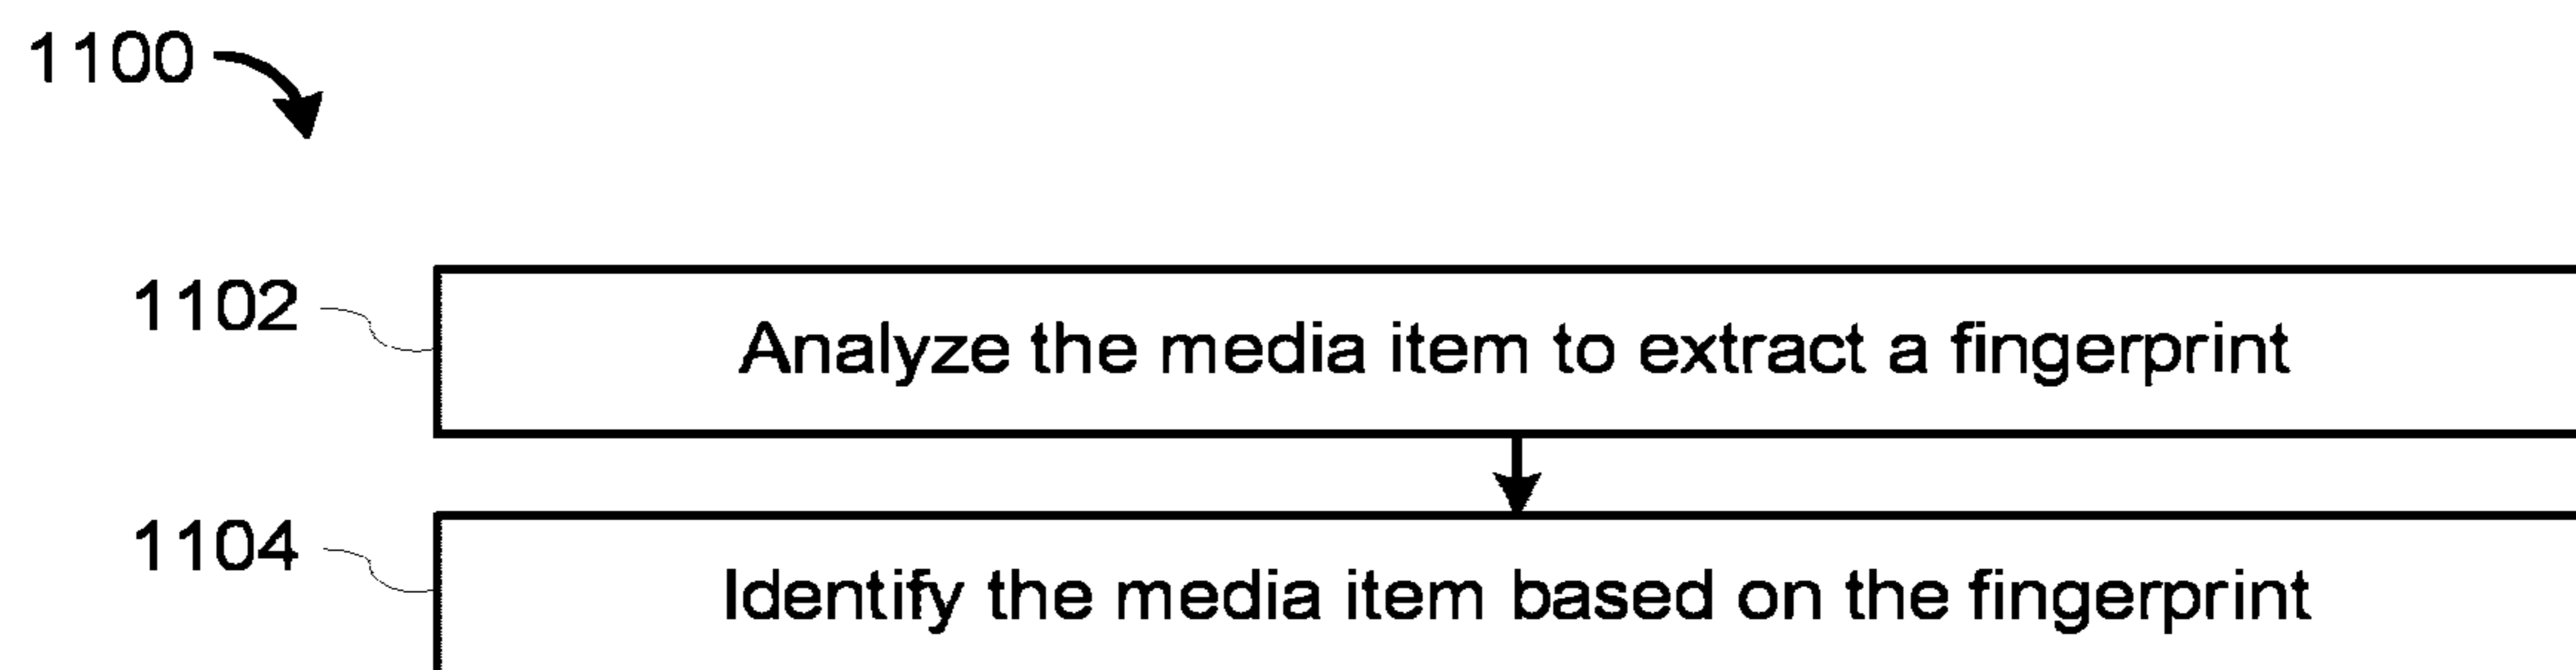 1100
1102
Analyze the media item to extract a fingerprint
1104
Identify the media item based on the fingerprint